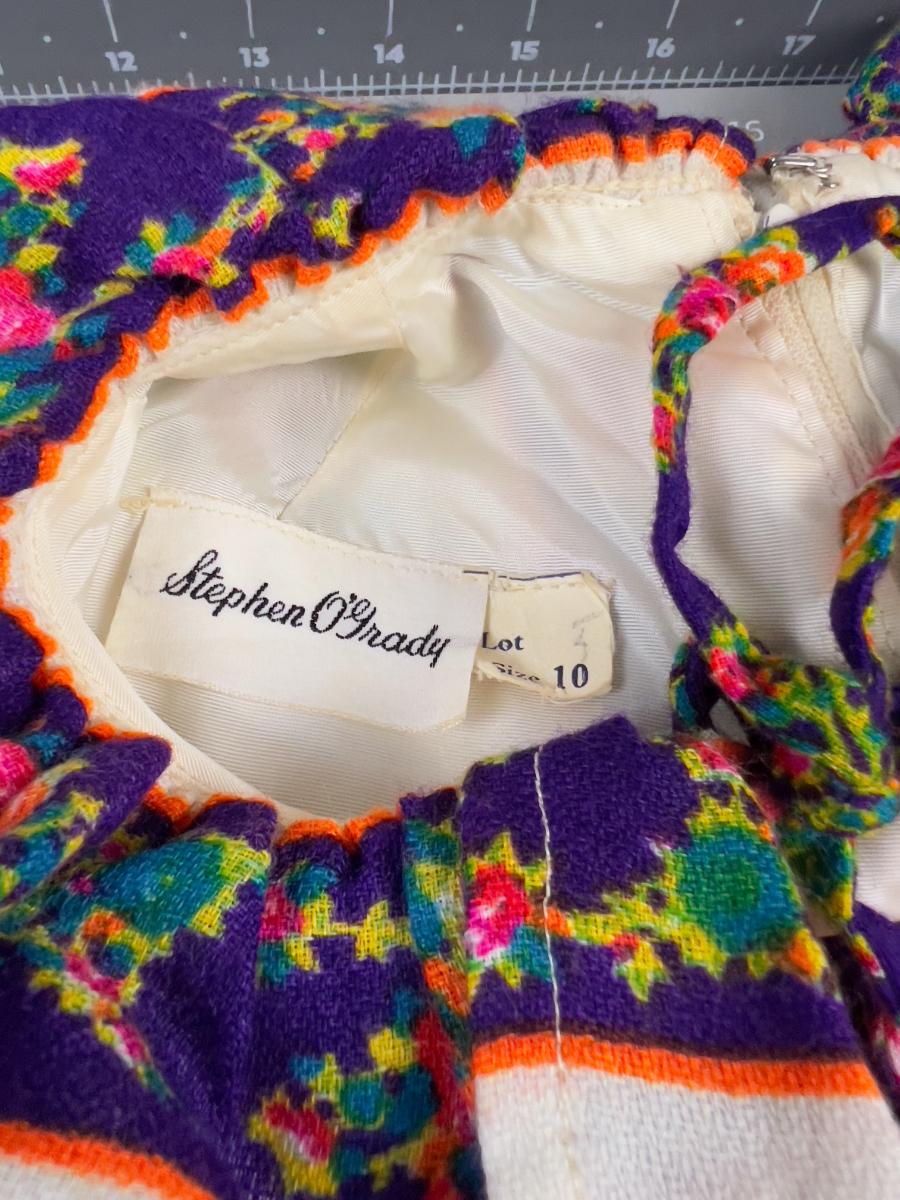 12 13 14 15 16 17
Stephen O'Grady
Lot
Size 10